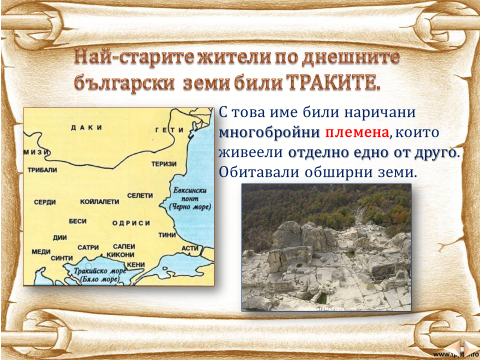 Най-старите жители по днешните
български земи били ТРАКИТЕ.
С това име били наричани
многобройни племена, които
живеели отделно едно от друго.
Обитавали обширни земи.
ДАКИ
ГЕТИ
МИЗИ
ТРИБАЛИ
ТЕРИЗИ
СЕРДИ
КОЙЛАЛЕТИ
СЕЛЕТИ
Евксински
понт
(Черно море)
БЕСИ
ОДРИСИ
ДИИ
ТИНИ
МЕДИ
САТРИ
САПЕИ
АСТИ
СИНТИ
КИКОНИ
КЕНИ
Тракийско море
(Бяло море)